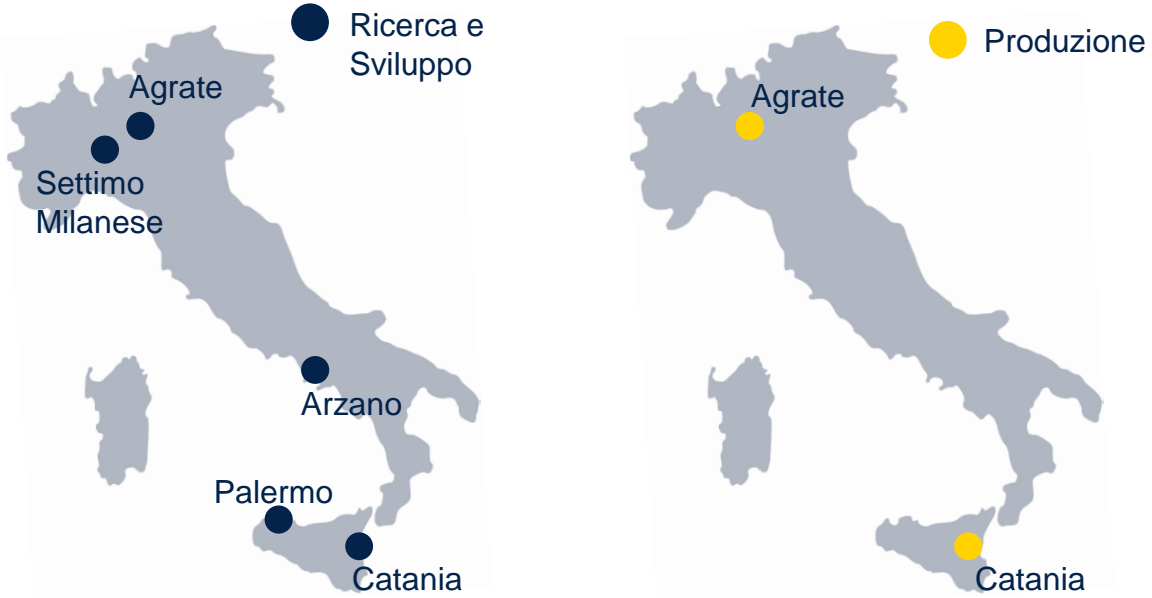 Ricerca e
Sviluppo
Agrate
Settimo
Milanese
Arzano
Palermo
Catania
Produzione
Agrate
Catania